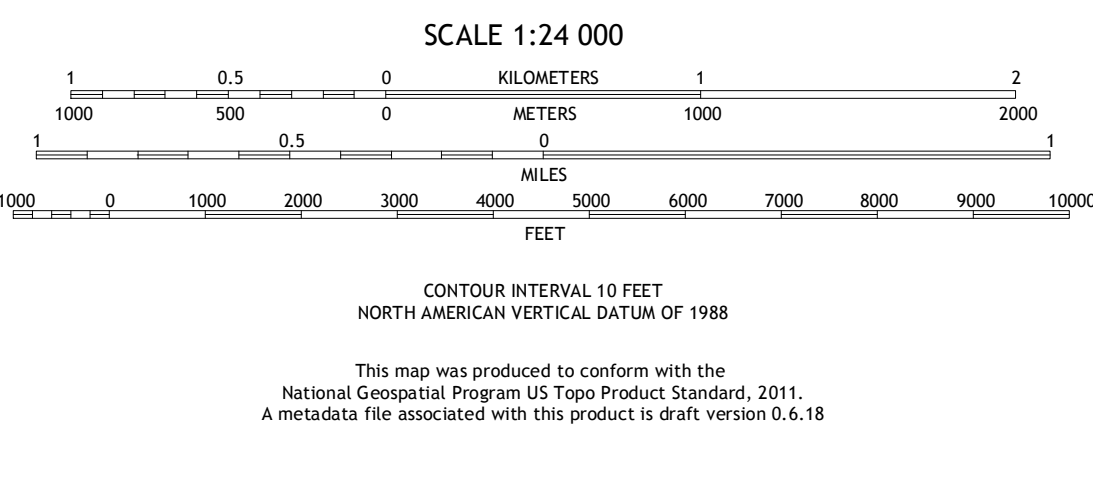 SCALE 1:24 000
1 0.5 0 KILOMETERS 1 2
1000 500 0 METERS 1000 2000
1 0.5 0 1
MILES
1000 0 1000 2000 3000 4000 5000 6000 7000 8000 9000 10000
FEET
CONTOUR INTERVAL 10 FEET
NORTH AMERICAN VERTICAL DATUM OF 1988
This map was produced to conform with the
National Geospatial Program US Topo Product Standard, 2011.
A metadata file associated with this product is draft version 0.6.18